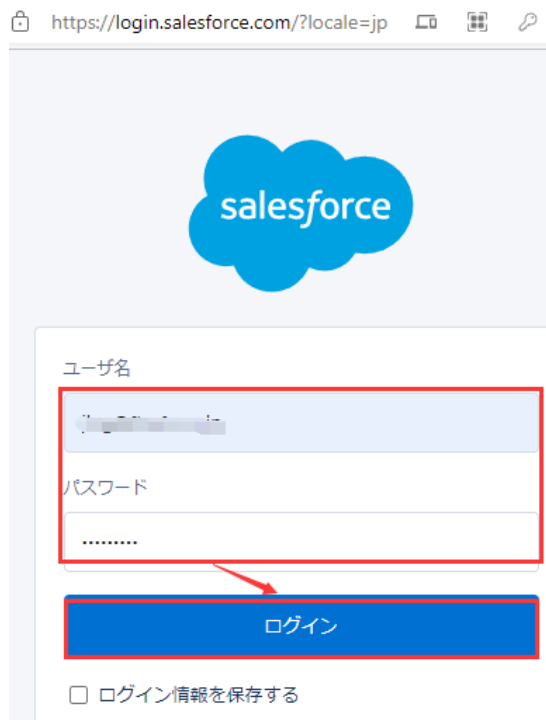 https://login.salesforce.com/?locale=jp
salesforce
ユーザ名
パスワード
.........
ログイン
ログイン情報を保存する